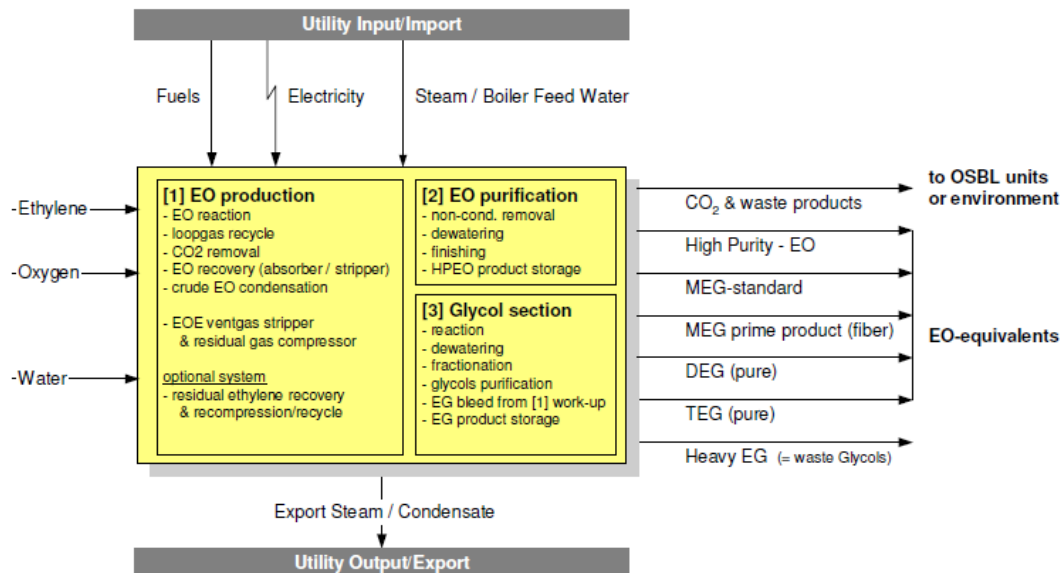 Utility Input/Import
Fuels
Electricity
Steam / Boiler Feed Water
-Ethylene
-Oxygen
-Water
[1] EO production
- EO reaction
- loopgas recycle
- CO2 removal
- EO recovery (absorber / stripper)
- crude EO condensation
- EOE ventgas stripper
& residual gas compressor
optional system
- residual ethylene recovery
& recompression/recycle
[2] EO purification
- non-cond. removal
- dewatering
- finishing
- HPEO product storage
[3] Glycol section
- reaction
- dewatering
- fractionation
- glycols purification
- EG bleed from [1] work-up
- EG product storage
CO₂ & waste products
to OSBL units
or environment
High Purity - EO
MEG-standard
MEG prime product (fiber)
EO-equivalents
DEG (pure)
TEG (pure)
Heavy EG (= waste Glycols)
Export Steam / Condensate
Utility Output/Export